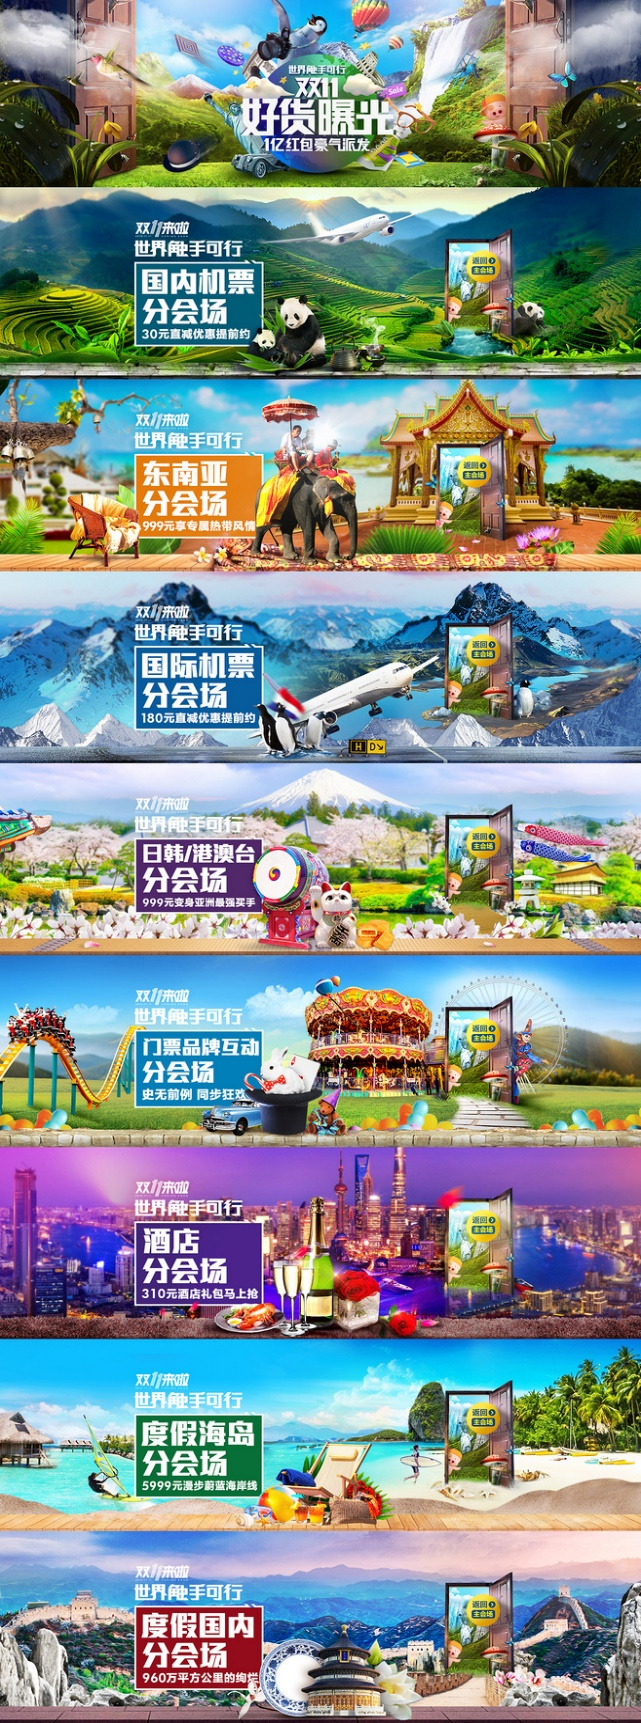 世界触手可行
双11
好货曝光
1亿红包豪气派发
Sale
双11来啦
世界触手可行
国内机票
分会场
30元直减优惠提前约
返回
主会场
双11来啦
世界触手可行
东南亚
分会场
999元享专属热带风情
返回
主会场
双11来啦
世界触手可行
国际机票
分会场
180元直减优惠提前约
返回
主会场
H D
双11来啦
世界触手可行
日韩/港澳台
分会场
999元变身亚洲最强买手
返回
主会场
双11来啦
世界触手可行
门票品牌互动
分会场
史无前例 同步狂欢
返回
主会场
双11来啦
世界触手可行
酒店
分会场
310元酒店礼包马上抢
返回
主会场
双11来啦
世界触手可行
度假海岛
分会场
5999元漫步蔚蓝海岸线
返回
主会场
双11来啦
世界触手可行
度假国内
分会场
960万平方公里的绚烂
返回
主会场